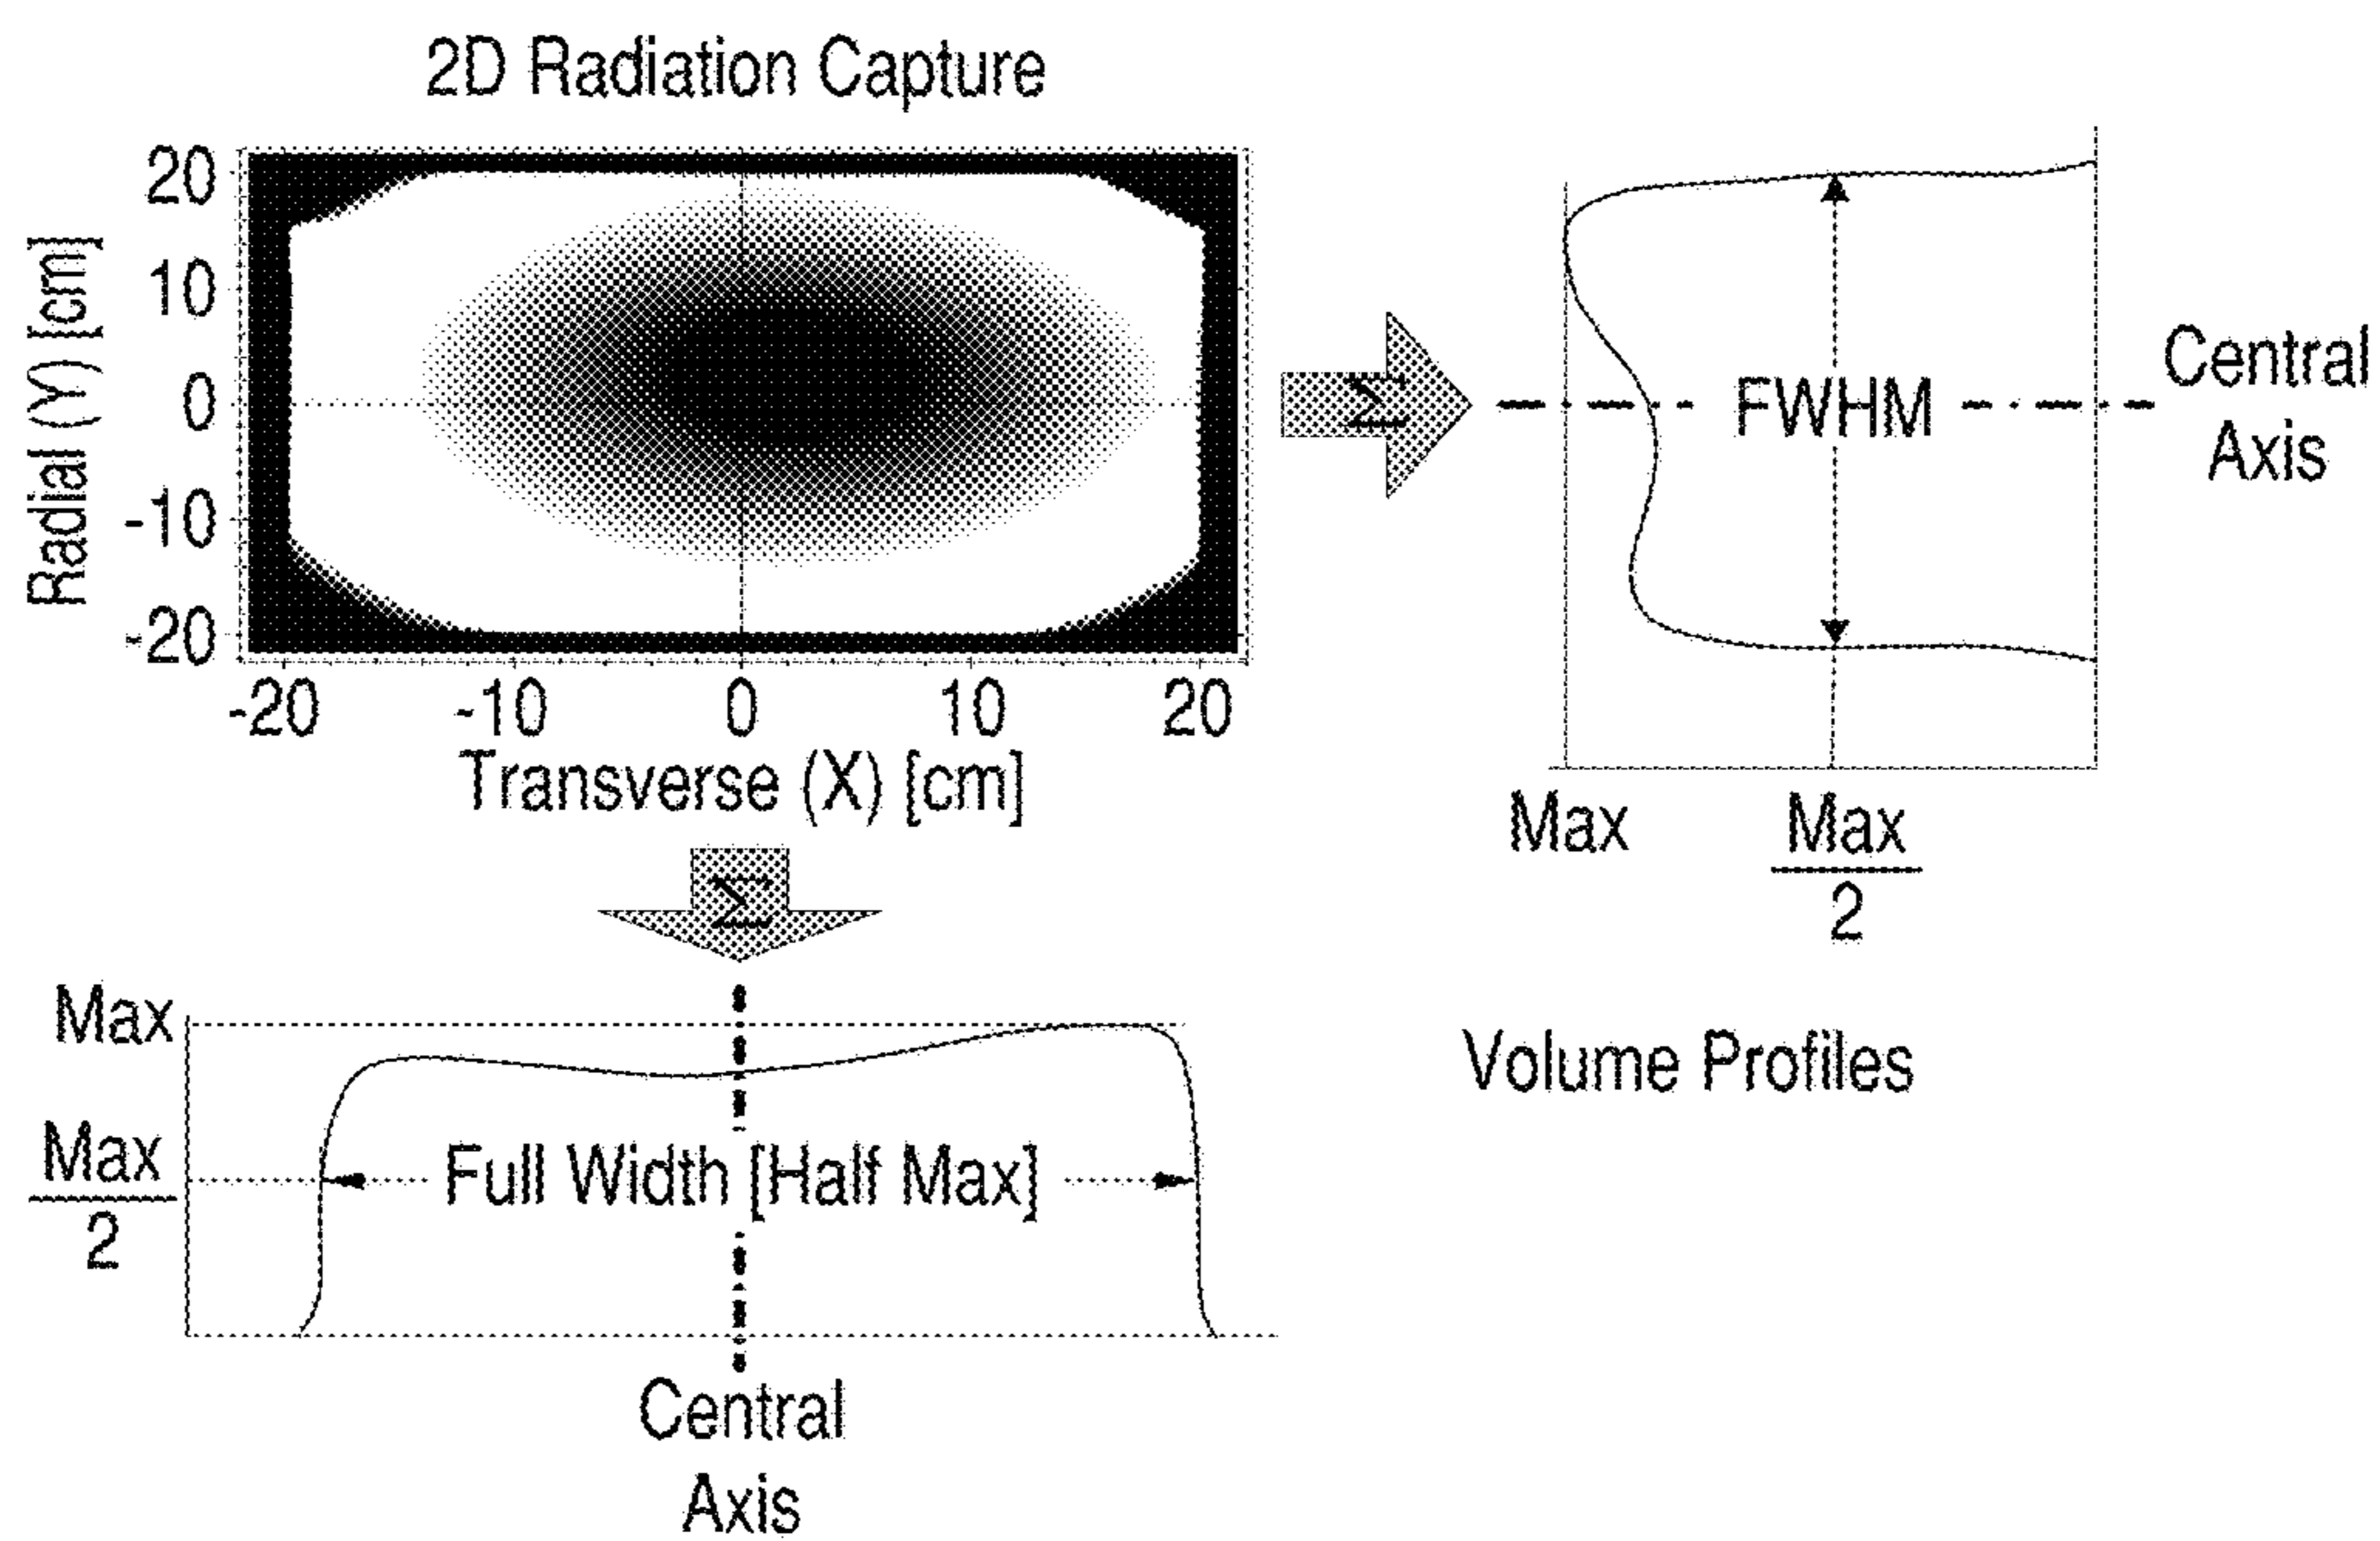 2D Radiation Capture
20
10
0
-10
-20
Radial (Y) [cm]
-20 -10 0 10 20
Transverse (X) [cm]
Σ
FWHM
Central
Axis
Max
Max
2
Σ
Max
Max
2
Full Width [Half Max]
Central
Axis
Volume Profiles